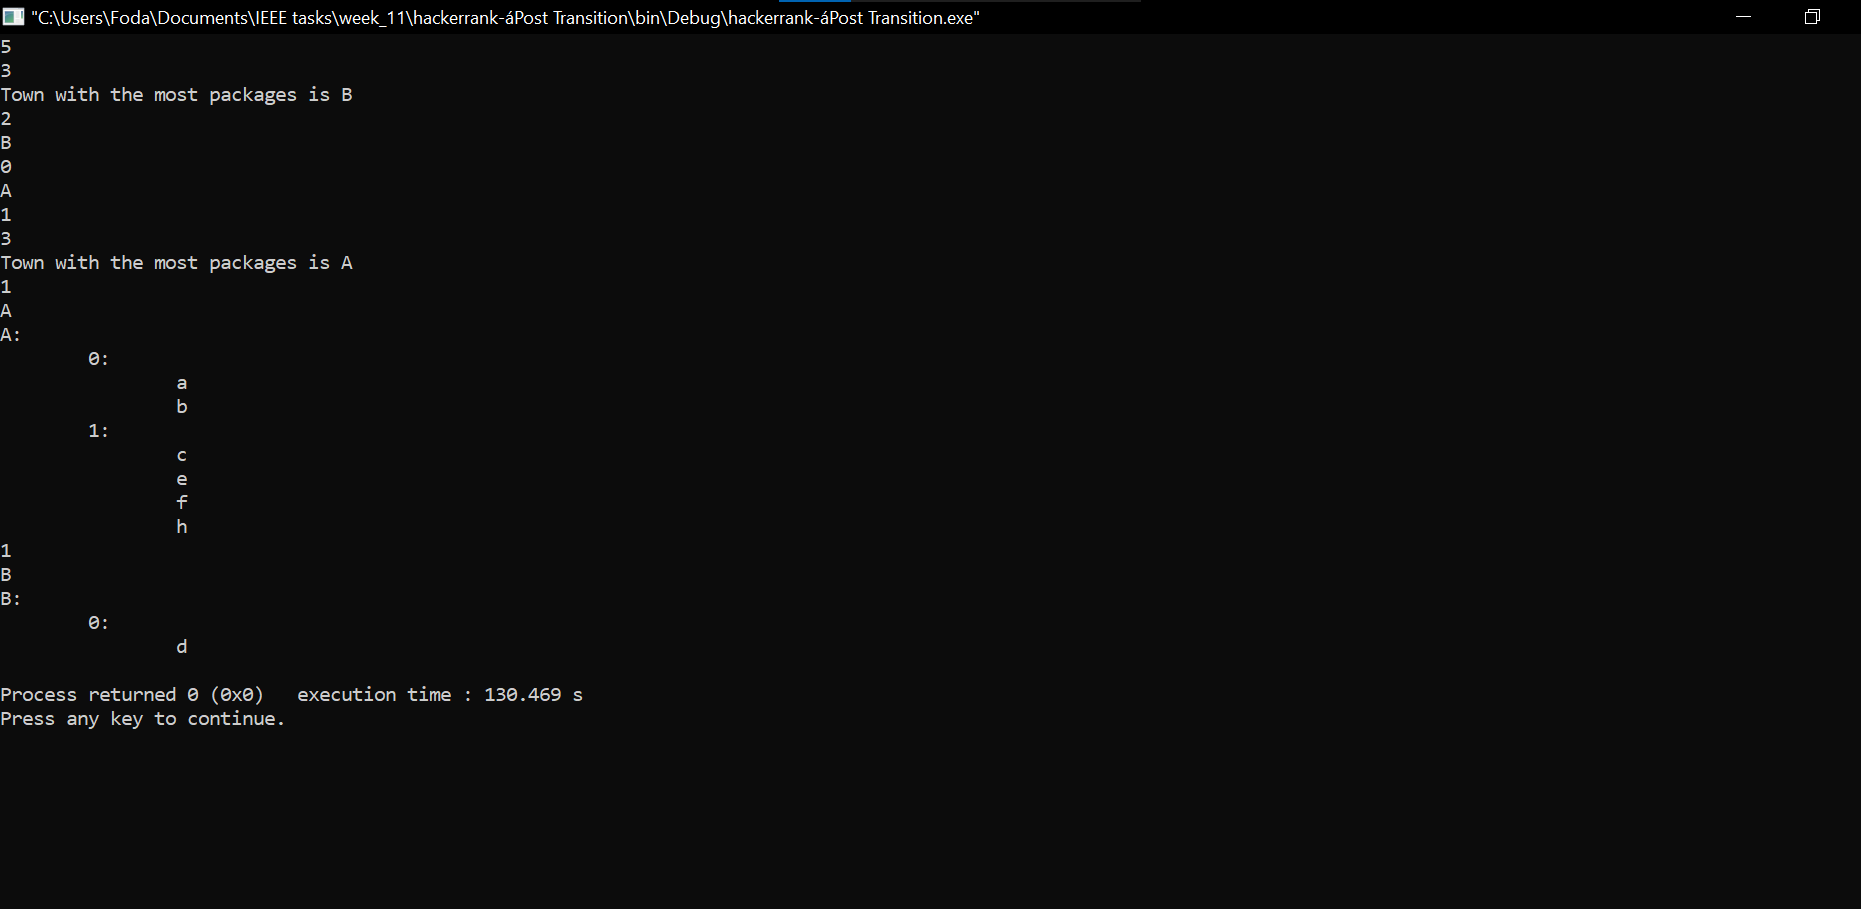 "C:\Users\Foda\Documents\IEEE tasks\week_11\hackerrank-áPost Transition\bin\Debug\hackerrank-áPost Transition.exe"
5
3
Town with the most packages is B
2
B
0
A
1
3
Town with the most packages is A
1
A
A:
0:
a
b
1:
c
e
f
h
1
B
B:
0:
d
Process returned 0 (0x0)   execution time : 130.469 s
Press any key to continue.